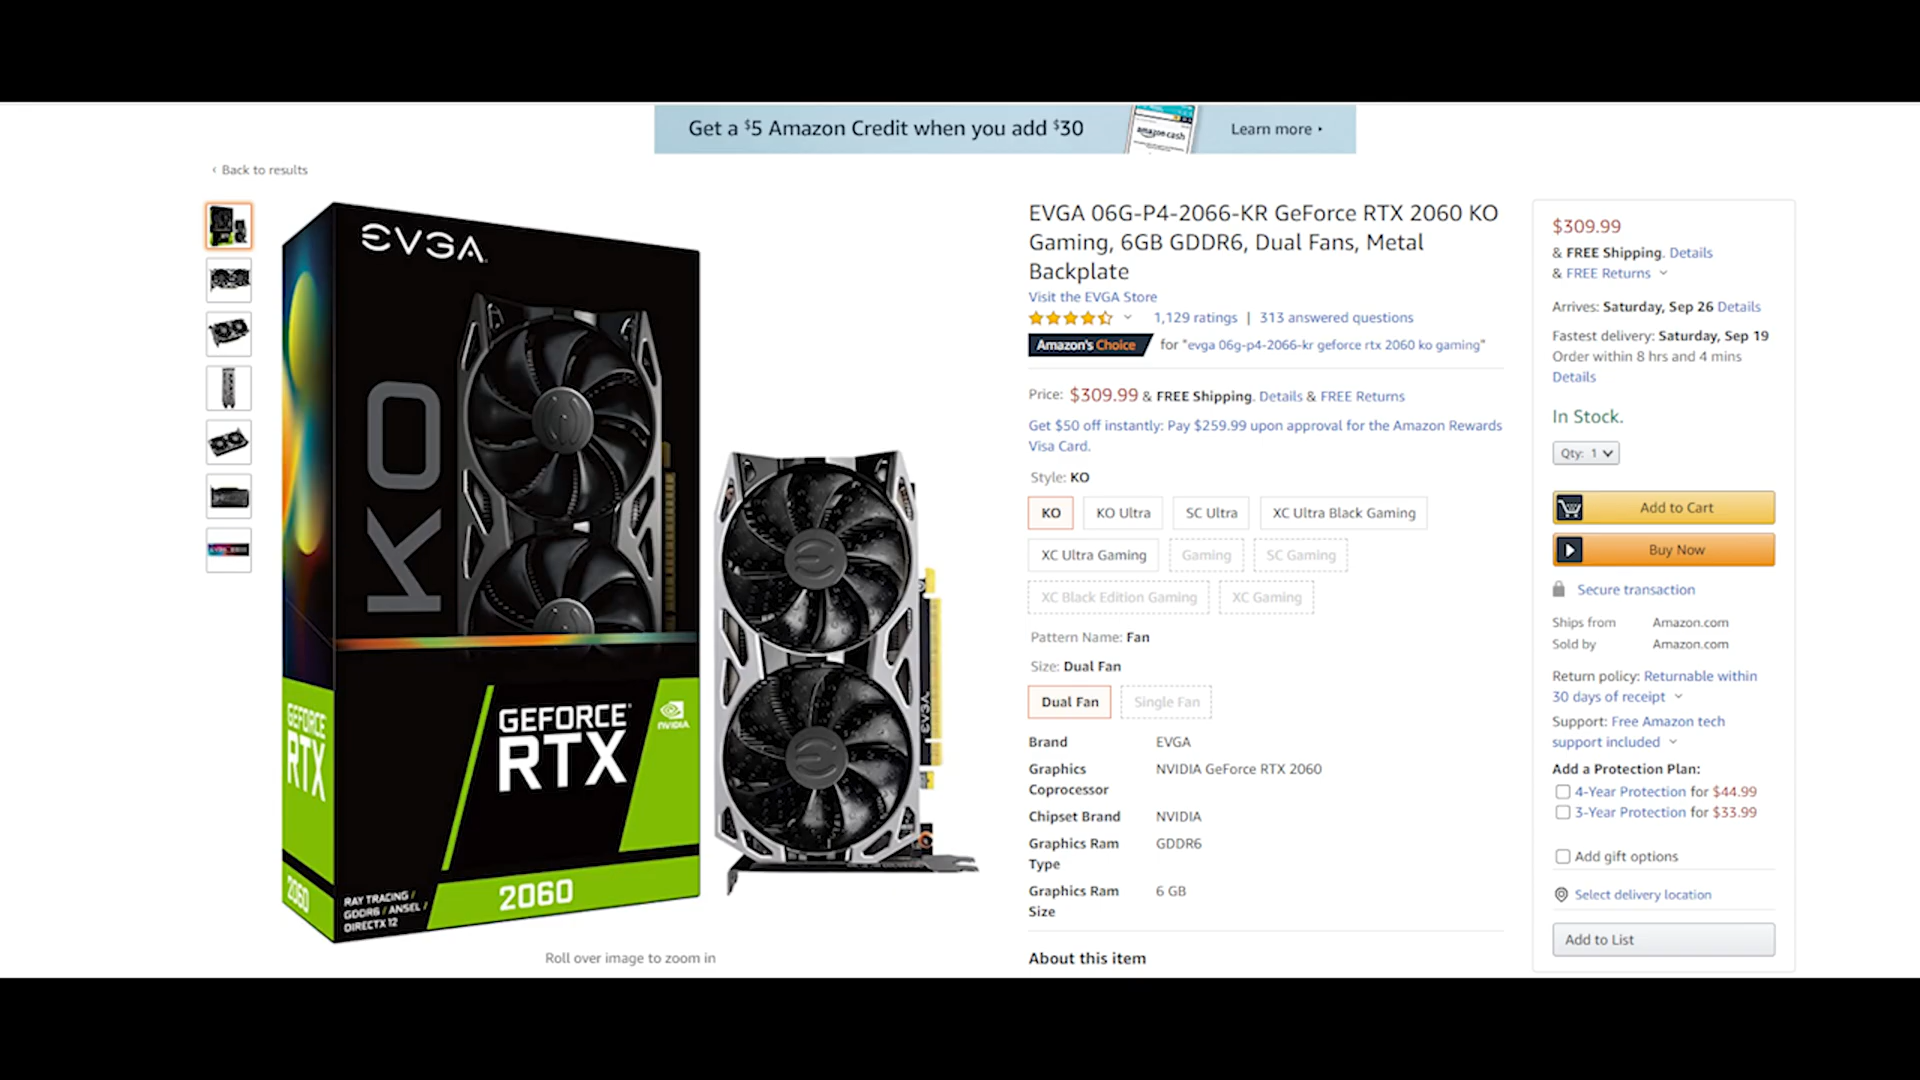 Get a $5 Amazon Credit when you add $30
amazon cash
Learn more ‣
‹ Back to results
EVGA
KO
GEFORCE
RTX
2060
GEFORCE
RTX
NVIDIA
2060
RAY TRACING /
GDDR6 / ANSEL /
DIRECTX 12
EVGA
Roll over image to zoom in
EVGA 06G-P4-2066-KR GeForce RTX 2060 KO
Gaming, 6GB GDDR6, Dual Fans, Metal
Backplate
Visit the EVGA Store
1,129 ratings | 313 answered questions
Amazon's Choice for "evga 06g-p4-2066-kr geforce rtx 2060 ko gaming"
Price: $309.99 & FREE Shipping. Details & FREE Returns
Get $50 off instantly: Pay $259.99 upon approval for the Amazon Rewards
Visa Card.
Style: KO
KO KO Ultra SC Ultra XC Ultra Black Gaming
XC Ultra Gaming Gaming SC Gaming
XC Black Edition Gaming XC Gaming
Pattern Name: Fan
Size: Dual Fan
Dual Fan Single Fan
Brand EVGA
Graphics NVIDIA GeForce RTX 2060
Coprocessor
Chipset Brand NVIDIA
Graphics Ram GDDR6
Type
Graphics Ram 6 GB
Size
About this item
$309.99
& FREE Shipping. Details
& FREE Returns
Arrives: Saturday, Sep 26 Details
Fastest delivery: Saturday, Sep 19
Order within 8 hrs and 4 mins
Details
In Stock.
Qty: 1
Add to Cart
Buy Now
Secure transaction
Ships from Amazon.com
Sold by Amazon.com
Return policy: Returnable within
30 days of receipt
Support: Free Amazon tech
support included
Add a Protection Plan:
4-Year Protection for $44.99
3-Year Protection for $33.99
Add gift options
Select delivery location
Add to List